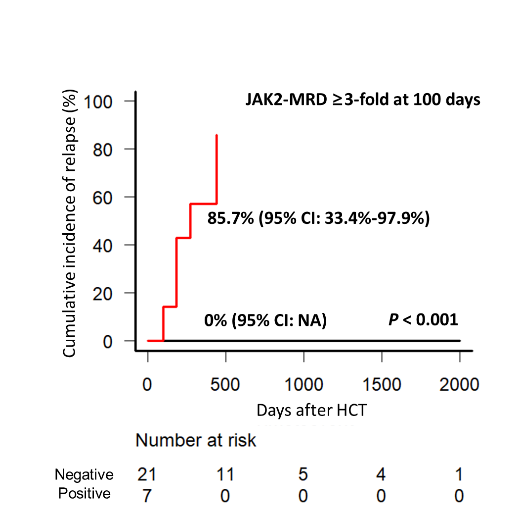 JAK2-MRD ≥3-fold at 100 days
Cumulative incidence of relapse (%)
100
80
60
40
20
0
85.7% (95% CI: 33.4%-97.9%)
0% (95% CI: NA)
P < 0.001
0 500 1000 1500 2000
Days after HCT
Number at risk
Negative 21 11 5 4 1
Positive 7 0 0 0 0